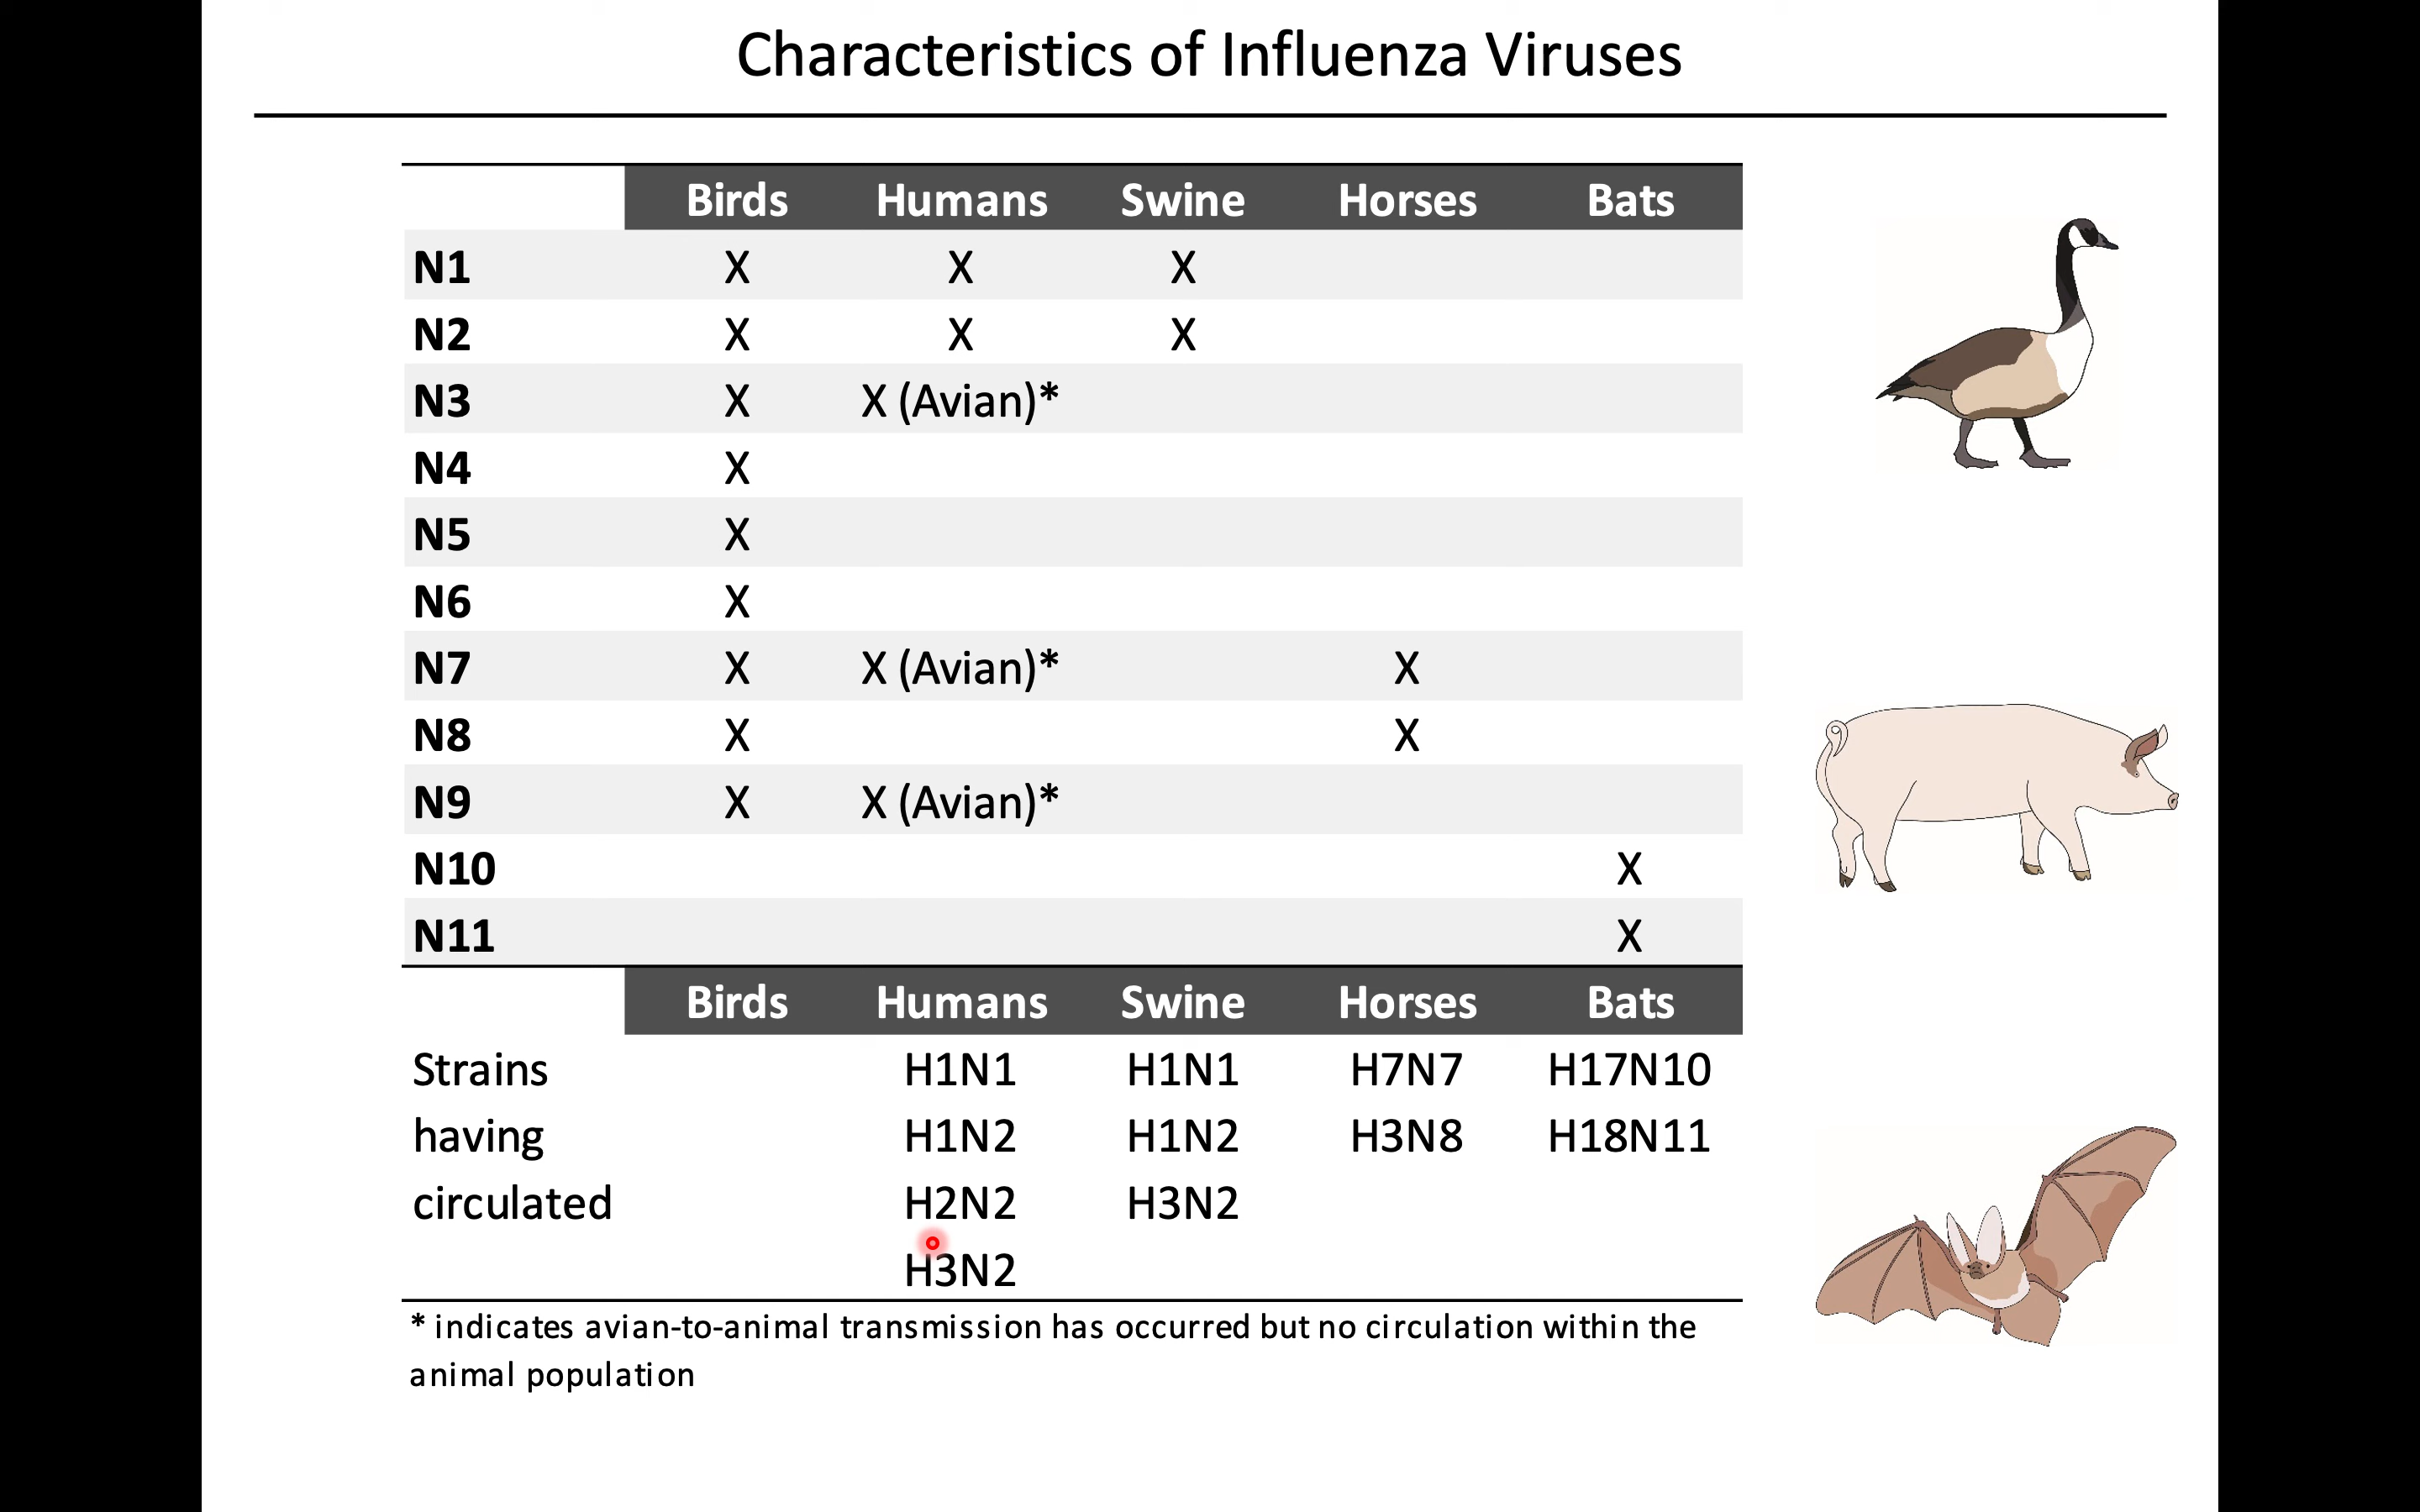 Characteristics of Influenza Viruses
Birds Humans Swine Horses Bats
N1 X X X
N2 X X X
N3 X X (Avian)*
N4 X
N5 X
N6 X
N7 X X (Avian)* X
N8 X X
N9 X X (Avian)*
N10 X
N11 X
Birds Humans Swine Horses Bats
Strains H1N1 H1N1 H7N7 H17N10
having H1N2 H1N2 H3N8 H18N11
circulated H2N2 H3N2
H3N2
* indicates avian-to-animal transmission has occurred but no circulation within the
animal population